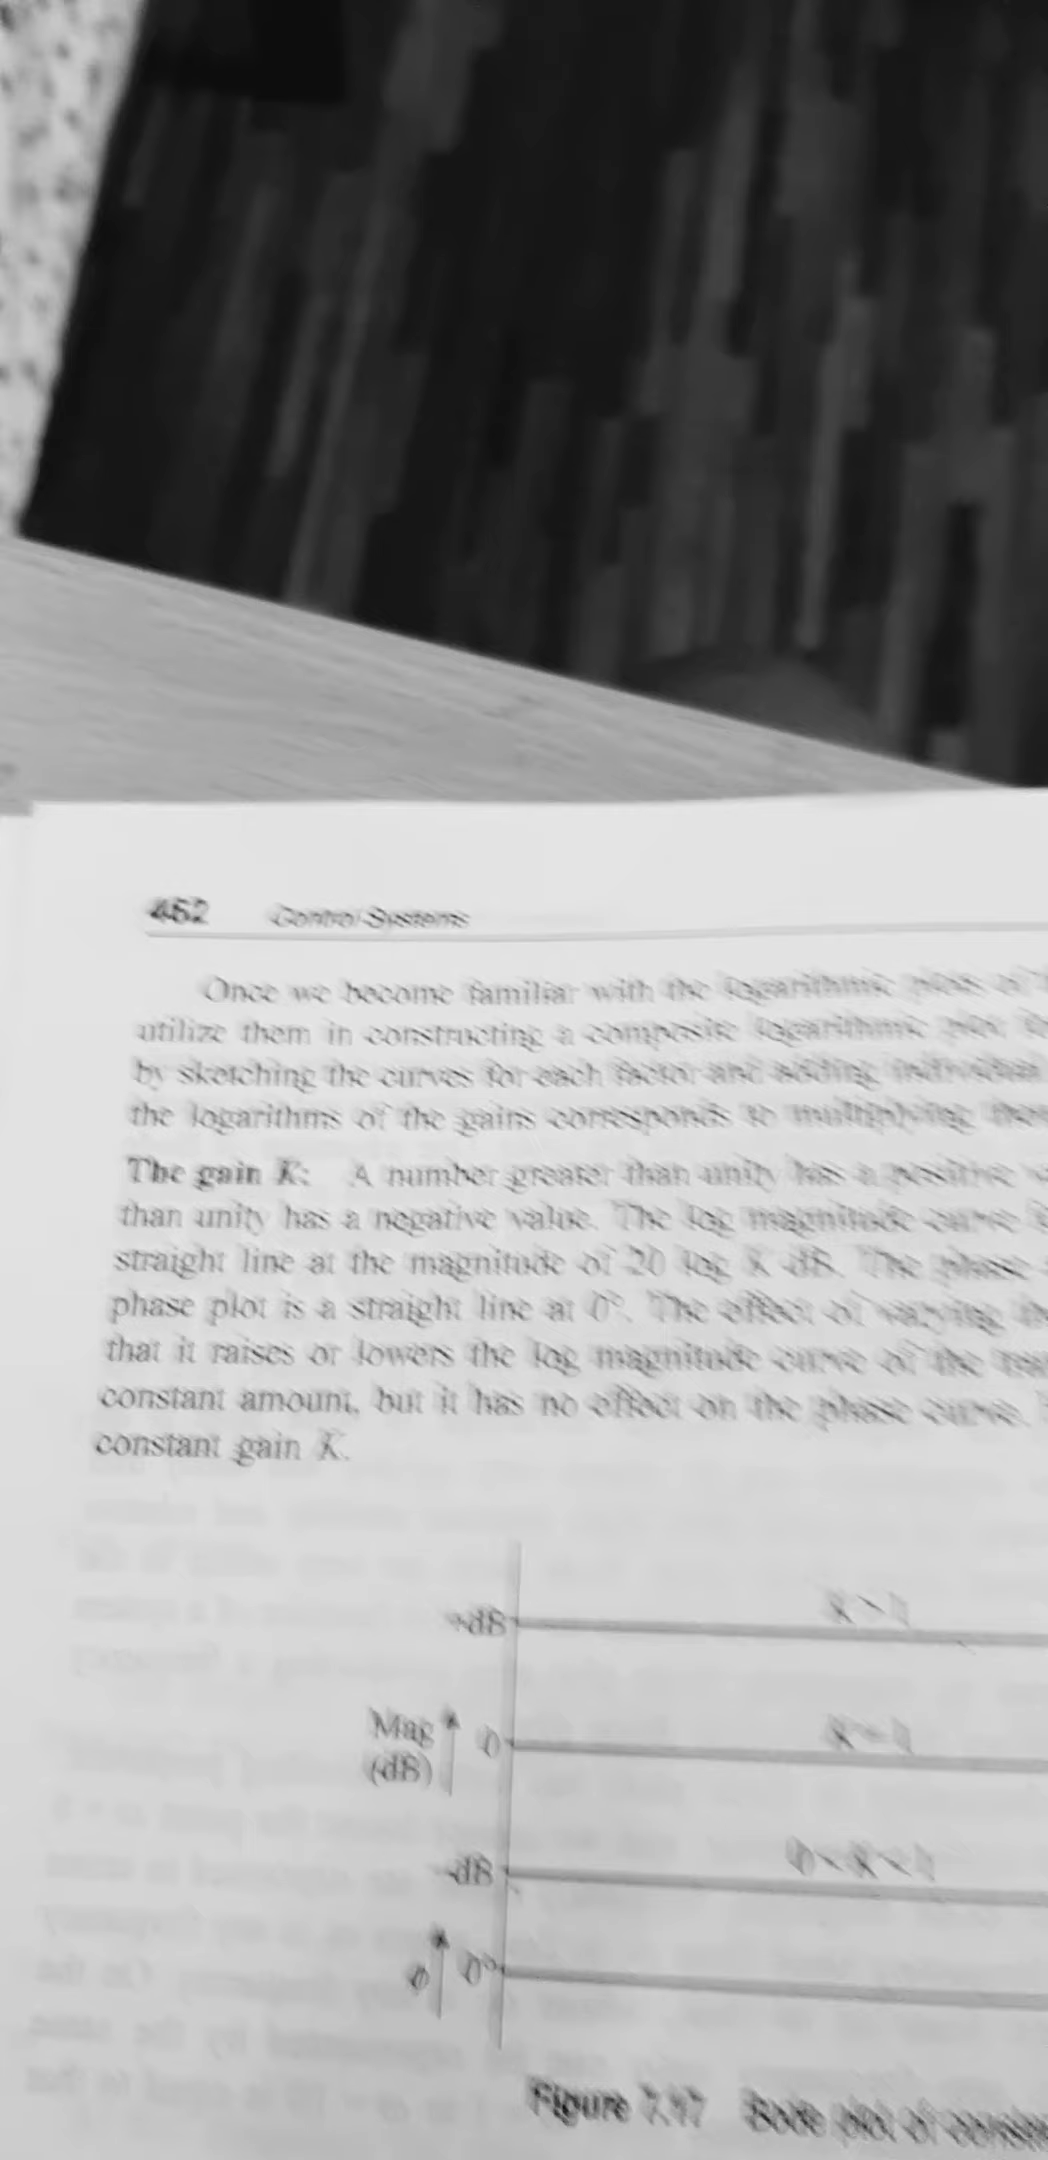 462 Control Systems
Once we become familiar with the logarithmic plots of
utilize them in constructing a composite logarithmic plot
by sketching the curves for each factor and adding individual
the logarithms of the gains corresponds to multiplying
The gain K: A number greater than unity has a positive
than unity has a negative value. The log magnitude curve
straight line at the magnitude of 20 log K dB. The phase
phase plot is a straight line at 0°. The effect of varying
that it raises or lowers the log magnitude curve of the
constant amount, but it has no effect on the phase curve.
constant gain K.
+dB K > 1
Mag 0 K = 1
(dB)
-dB 0 < K < 1
ϕ 0°
Figure 7.17 Bode plot of